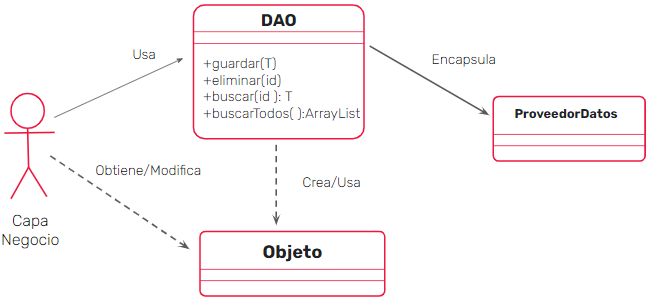 DAO
Usa
+guardar(T)
+eliminar(id)
+buscar(id ): T
+buscarTodos( ):ArrayList
Encapsula
ProveedorDatos
Obtiene/Modifica
Crea/Usa
Capa
Negocio
Objeto